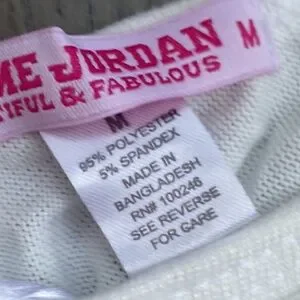 ME JORDAN M
TIFUL & FABULOUS
M
95% POLYESTER
5% SPANDEX
MADE IN
BANGLADESH
RN# 100246
SEE REVERSE
FOR CARE